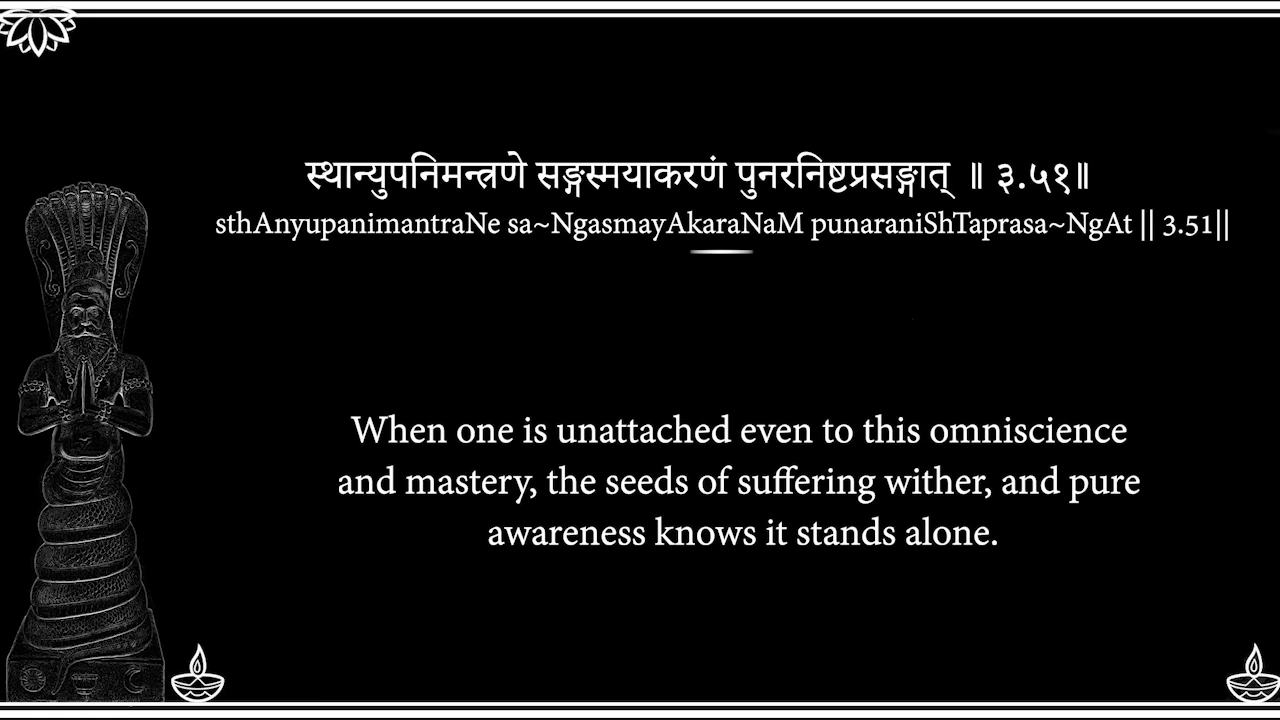 स्थान्युपनिमन्त्रणे सङ्गस्मयाकरणं पुनरनिष्टप्रसङ्गात् ॥ ३.५१॥
sthAnyupanimantraNe sa~NgasmayAkaraNaM punaraniShTaprasa~NgAt || 3.51||
When one is unattached even to this omniscience
and mastery, the seeds of suffering wither, and pure
awareness knows it stands alone.